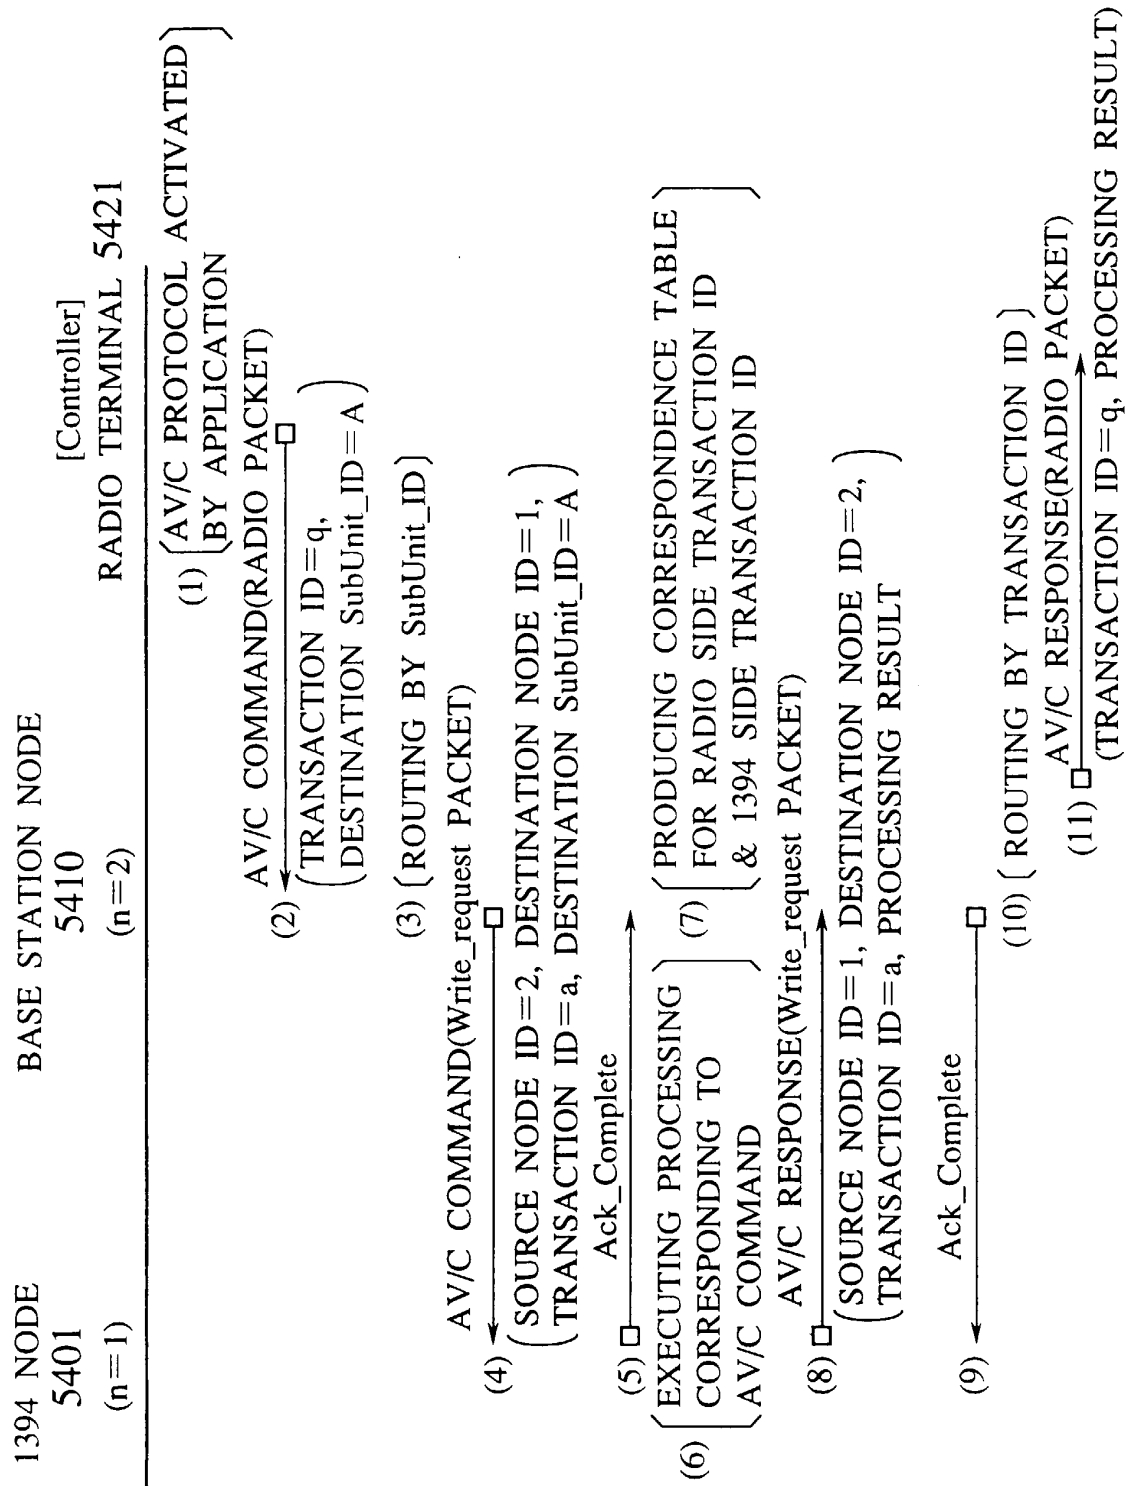 1394 NODE
5401
(n=1)
BASE STATION NODE
5410
(n=2)
[Controller]
RADIO TERMINAL 5421
(1) AV/C PROTOCOL ACTIVATED
BY APPLICATION
AV/C COMMAND(RADIO PACKET)
(2)
TRANSACTION ID=q,
DESTINATION SubUnit_ID=A
(3) [ROUTING BY SubUnit_ID]
AV/C COMMAND(Write_request PACKET)
(4)
SOURCE NODE ID=2, DESTINATION NODE ID=1,
TRANSACTION ID=a, DESTINATION SubUnit_ID=A
Ack_Complete
(5)
(6) EXECUTING PROCESSING
CORRESPONDING TO
AV/C COMMAND
(7) PRODUCING CORRESPONDENCE TABLE
FOR RADIO SIDE TRANSACTION ID
& 1394 SIDE TRANSACTION ID
AV/C RESPONSE(Write_request PACKET)
(8)
SOURCE NODE ID=1, DESTINATION NODE ID=2,
TRANSACTION ID=a, PROCESSING RESULT
Ack_Complete
(9)
(10) [ROUTING BY TRANSACTION ID]
AV/C RESPONSE(RADIO PACKET)
(11)
(TRANSACTION ID=q, PROCESSING RESULT)